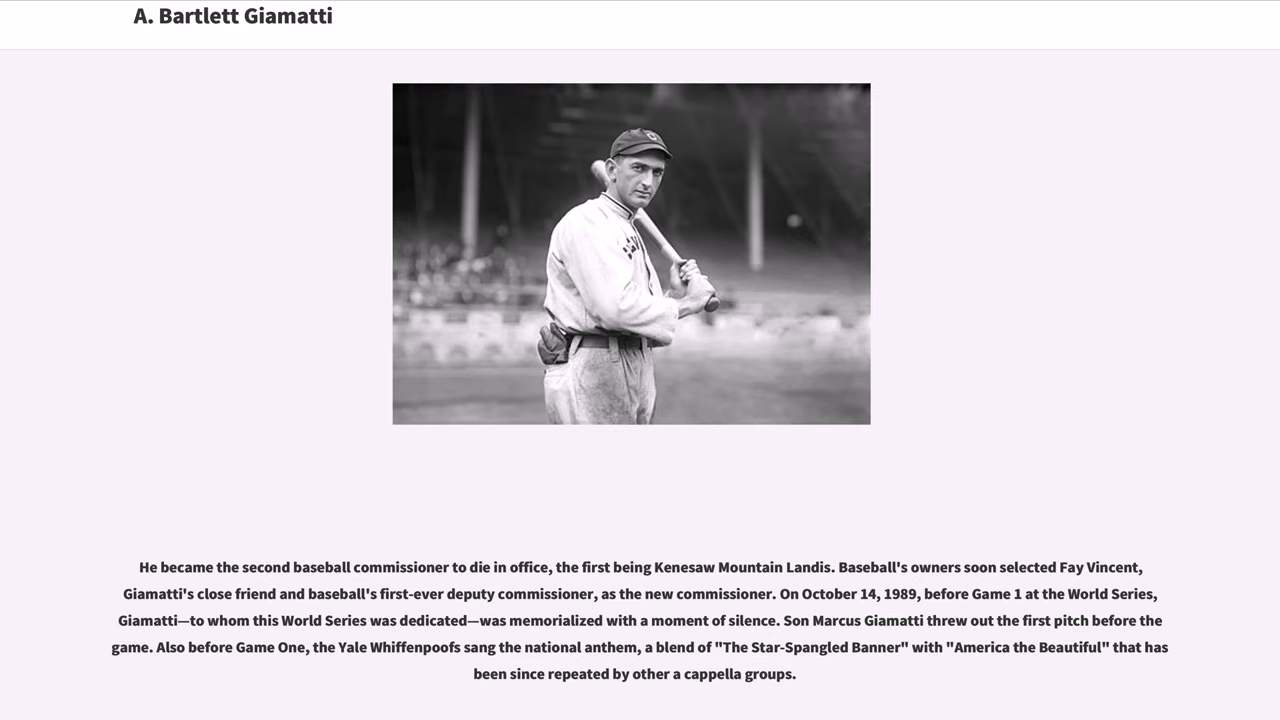 A. Bartlett Giamatti
He became the second baseball commissioner to die in office, the first being Kenesaw Mountain Landis. Baseball's owners soon selected Fay Vincent,
Giamatti's close friend and baseball's first-ever deputy commissioner, as the new commissioner. On October 14, 1989, before Game 1 at the World Series,
Giamatti—to whom this World Series was dedicated—was memorialized with a moment of silence. Son Marcus Giamatti threw out the first pitch before the
game. Also before Game One, the Yale Whiffenpoofs sang the national anthem, a blend of "The Star-Spangled Banner" with "America the Beautiful" that has
been since repeated by other a cappella groups.